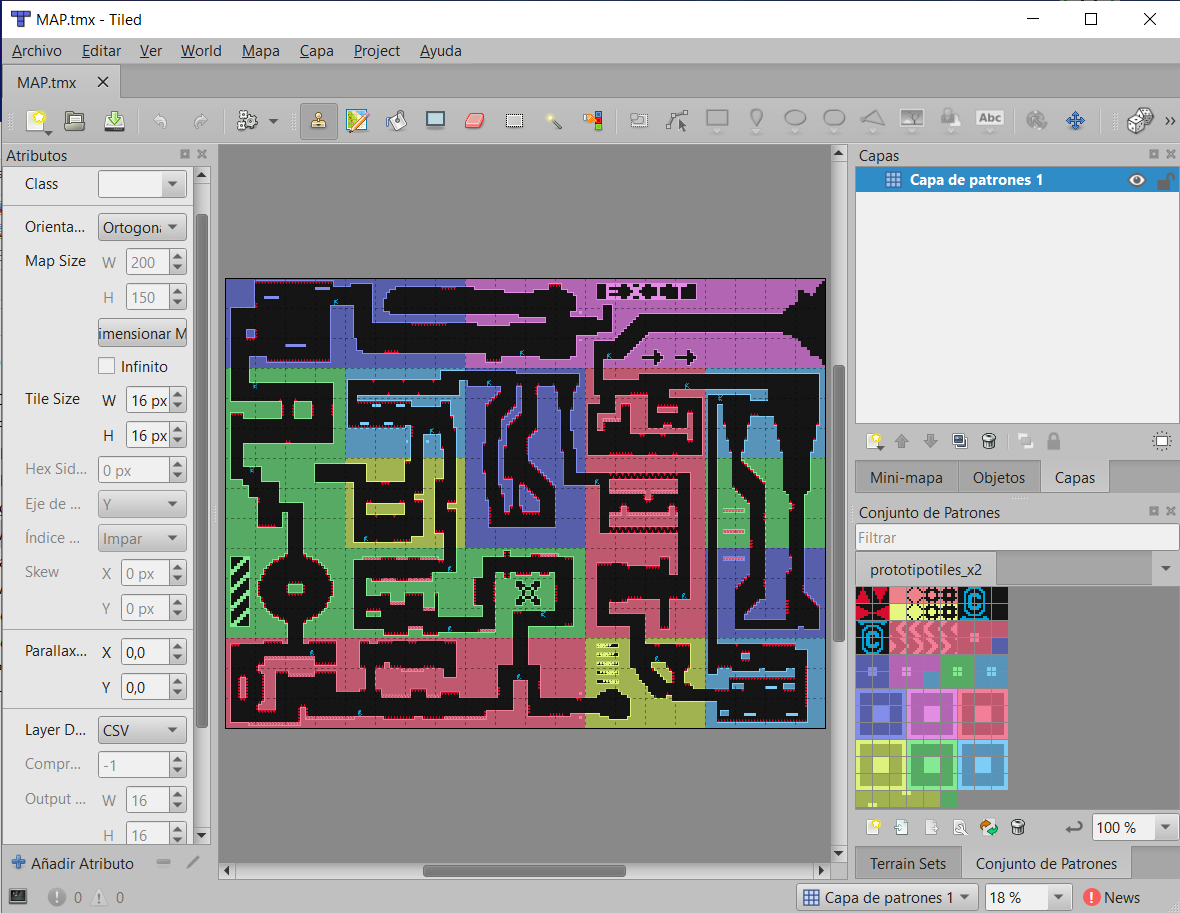 MAP.tmx - Tiled
Archivo Editar Ver World Mapa Capa Project Ayuda
MAP.tmx
Abc
Atributos
Class
Orienta... Ortogon
Map Size W 200
H 150
imensionar M
Infinito
Tile Size W 16 px
H 16 px
Hex Sid... 0 px
Eje de ... Y
Índice ... Impar
Skew X 0 px
Y 0 px
Parallax... X 0,0
Y 0,0
Layer D... CSV
Compr... -1
Output ... W 16
H 16
Añadir Atributo
0 0
EXIT
Capas
Capa de patrones 1
Mini-mapa Objetos Capas
Conjunto de Patrones
Filtrar
prototipotiles_x2
100 %
Terrain Sets Conjunto de Patrones
Capa de patrones 1 18 % News